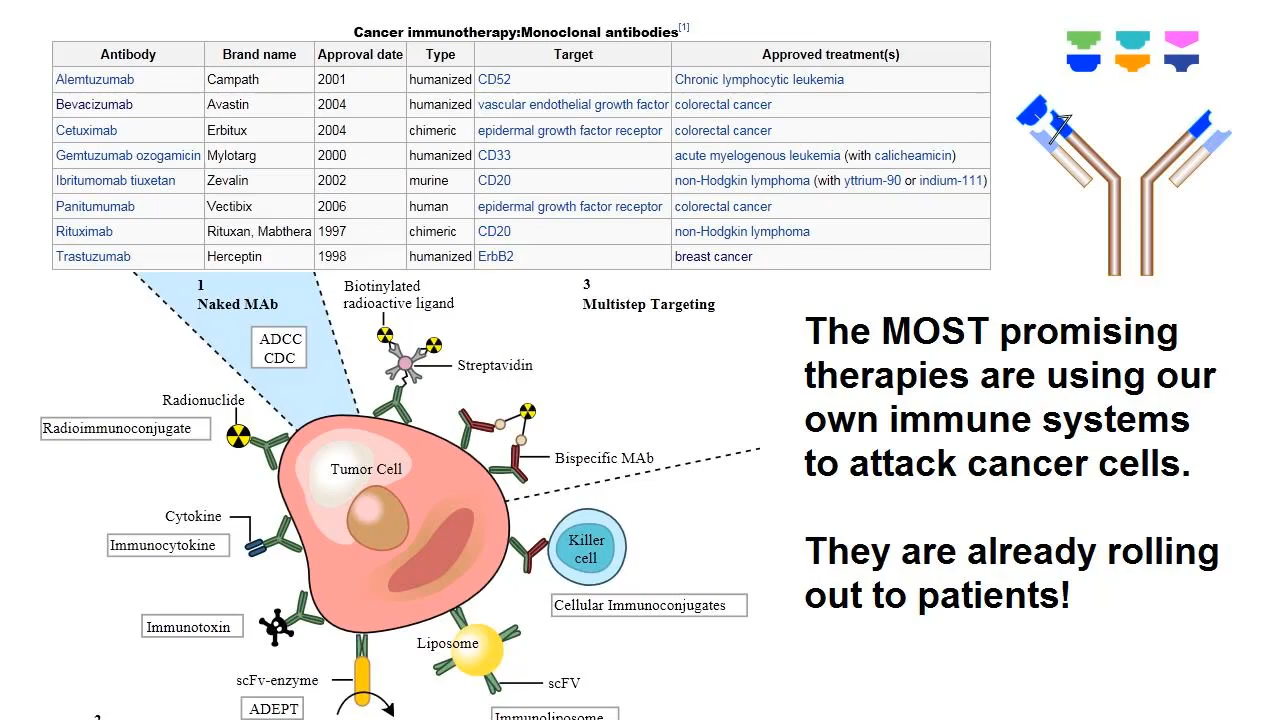 Cancer immunotherapy:Monoclonal antibodies[1]
Antibody Brand name Approval date Type Target Approved treatment(s)
Alemtuzumab Campath 2001 humanized CD52 Chronic lymphocytic leukemia
Bevacizumab Avastin 2004 humanized vascular endothelial growth factor colorectal cancer
Cetuximab Erbitux 2004 chimeric epidermal growth factor receptor colorectal cancer
Gemtuzumab ozogamicin Mylotarg 2000 humanized CD33 acute myelogenous leukemia (with calicheamicin)
Ibritumomab tiuxetan Zevalin 2002 murine CD20 non-Hodgkin lymphoma (with yttrium-90 or indium-111)
Panitumumab Vectibix 2006 human epidermal growth factor receptor colorectal cancer
Rituximab Rituxan, Mabthera 1997 chimeric CD20 non-Hodgkin lymphoma
Trastuzumab Herceptin 1998 humanized ErbB2 breast cancer
1
Naked MAb
ADCC
CDC
Biotinylated
radioactive ligand
3
Multistep Targeting
Streptavidin
Radionuclide
Radioimmunoconjugate
Bispecific MAb
Tumor Cell
Cytokine
Immunocytokine
Killer
cell
Cellular Immunoconjugates
Immunotoxin
Liposome
scFv-enzyme
ADEPT
scFV
Immunoliposome
2
The MOST promising
therapies are using our
own immune systems
to attack cancer cells.
They are already rolling
out to patients!